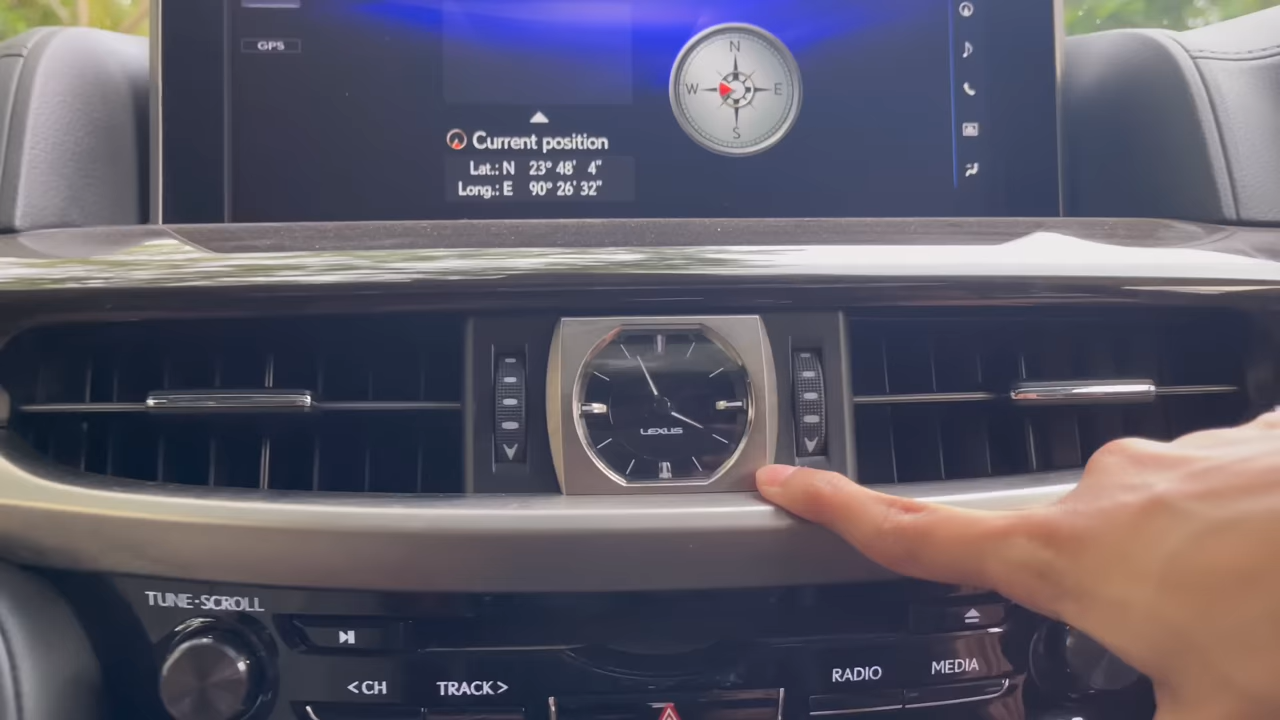 GPS
N
W E
S
Current position
Lat.: N 23° 48' 4"
Long.: E 90° 26' 32"
LEXUS
TUNE·SCROLL
<CH
TRACK>
RADIO
MEDIA